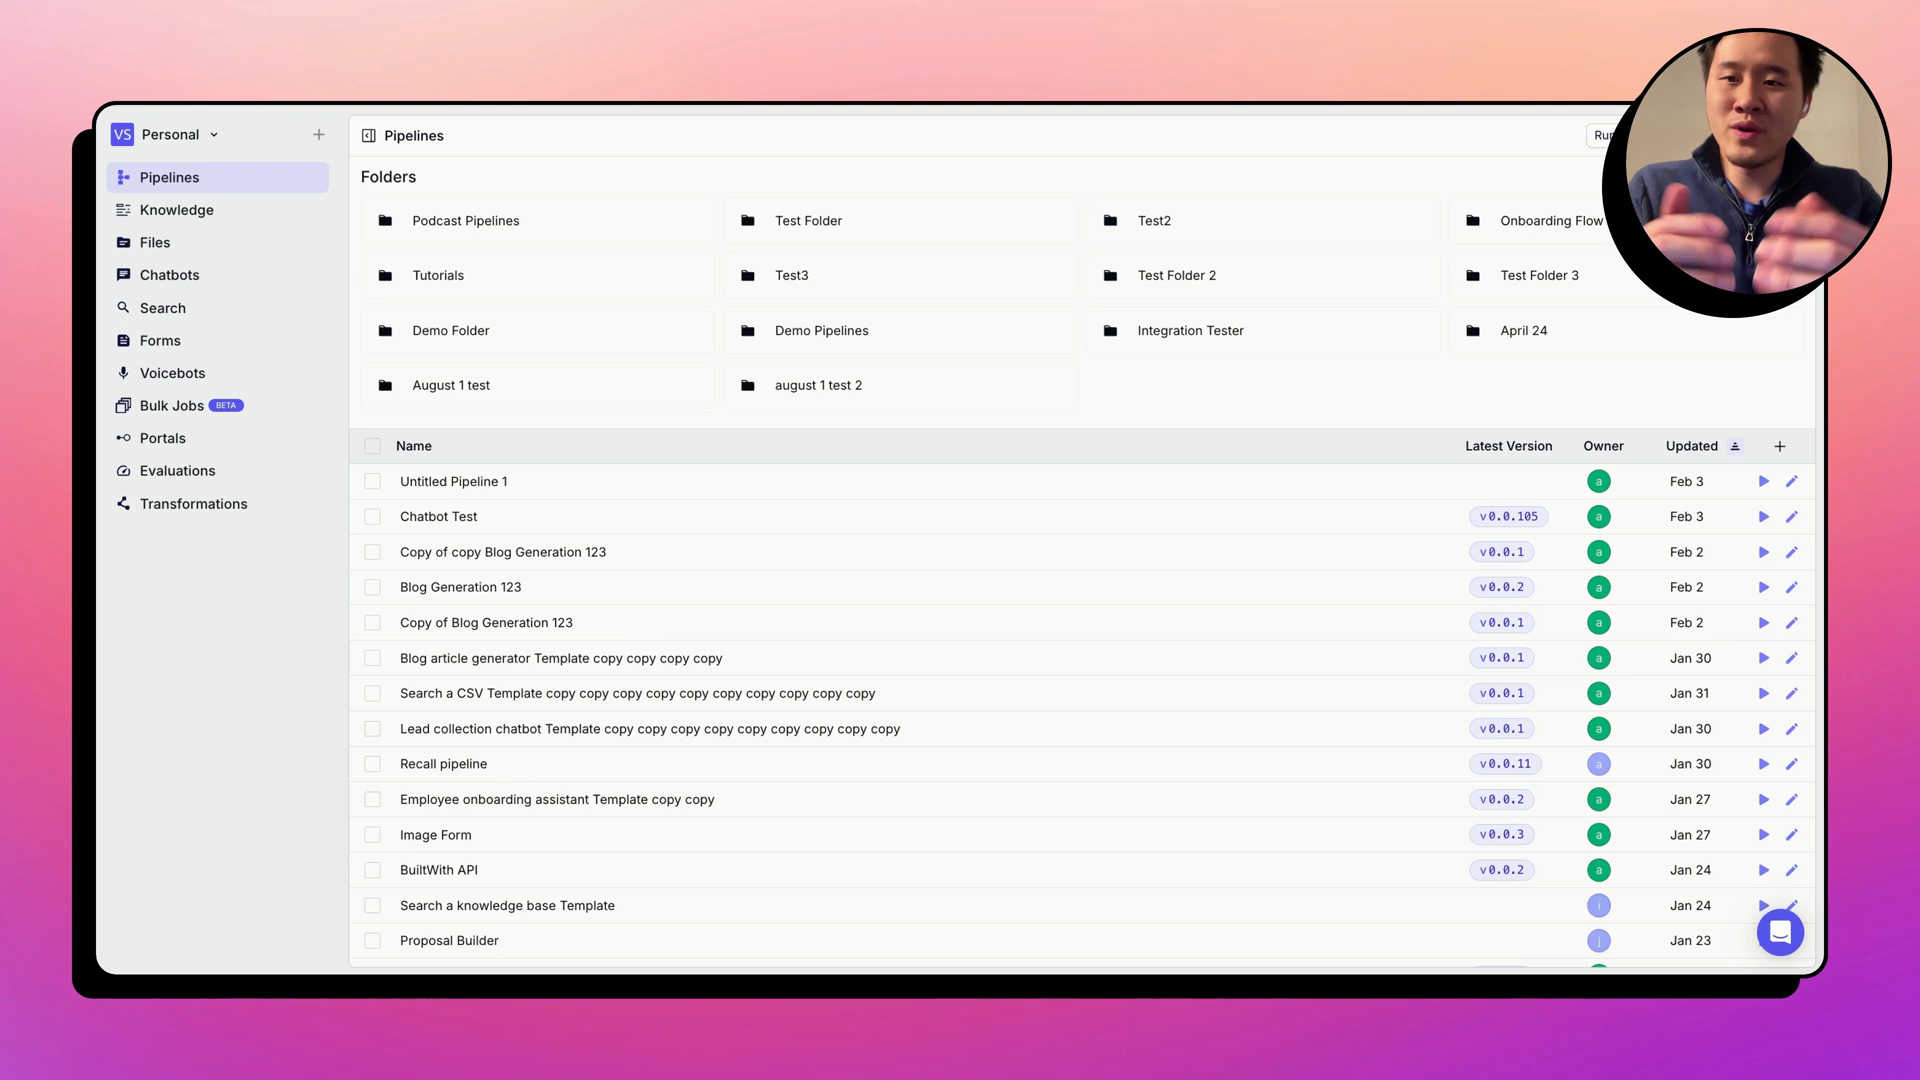 VS Personal
Pipelines
Knowledge
Files
Chatbots
Search
Forms
Voicebots
Bulk Jobs BETA
Portals
Evaluations
Transformations
Pipelines
Folders
Podcast Pipelines Test Folder Test2 Onboarding Flow
Tutorials Test3 Test Folder 2 Test Folder 3
Demo Folder Demo Pipelines Integration Tester April 24
August 1 test august 1 test 2
Name Latest Version Owner Updated
Untitled Pipeline 1 a Feb 3
Chatbot Test v0.0.105 a Feb 3
Copy of copy Blog Generation 123 v0.0.1 a Feb 2
Blog Generation 123 v0.0.2 a Feb 2
Copy of Blog Generation 123 v0.0.1 a Feb 2
Blog article generator Template copy copy copy copy v0.0.1 a Jan 30
Search a CSV Template copy copy copy copy copy copy copy copy copy copy v0.0.1 a Jan 31
Lead collection chatbot Template copy copy copy copy copy copy copy copy copy v0.0.1 a Jan 30
Recall pipeline v0.0.11 a Jan 30
Employee onboarding assistant Template copy copy v0.0.2 a Jan 27
Image Form v0.0.3 a Jan 27
BuiltWith API v0.0.2 a Jan 24
Search a knowledge base Template i Jan 24
Proposal Builder j Jan 23